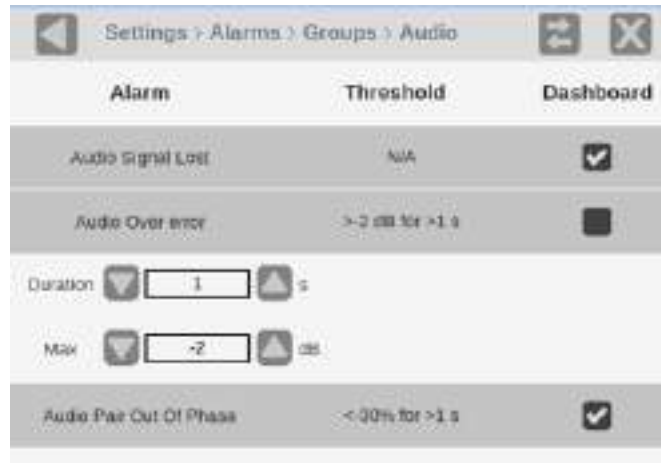 Settings > Alarms > Groups > Audio
Alarm Threshold Dashboard
Audio Signal Lost N/A
Audio Over error >-2 dB for >1 s
Duration 1 s
Max -2 dB
Audio Pair Out Of Phase <-30% for >1 s